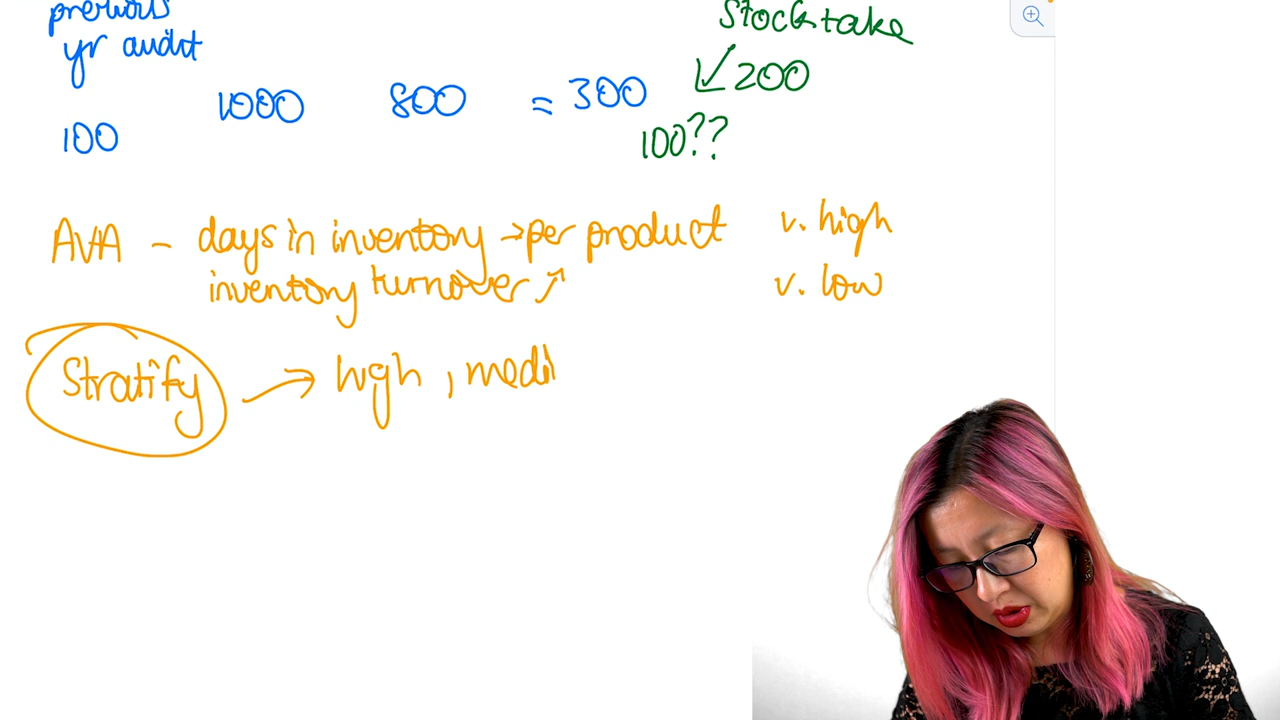 previous
yr audit
stocktake
200
1000 800 = 300
100
100??
AVA - days in inventory → per product v. high
inventory turnover v. low
Stratify → high, medi